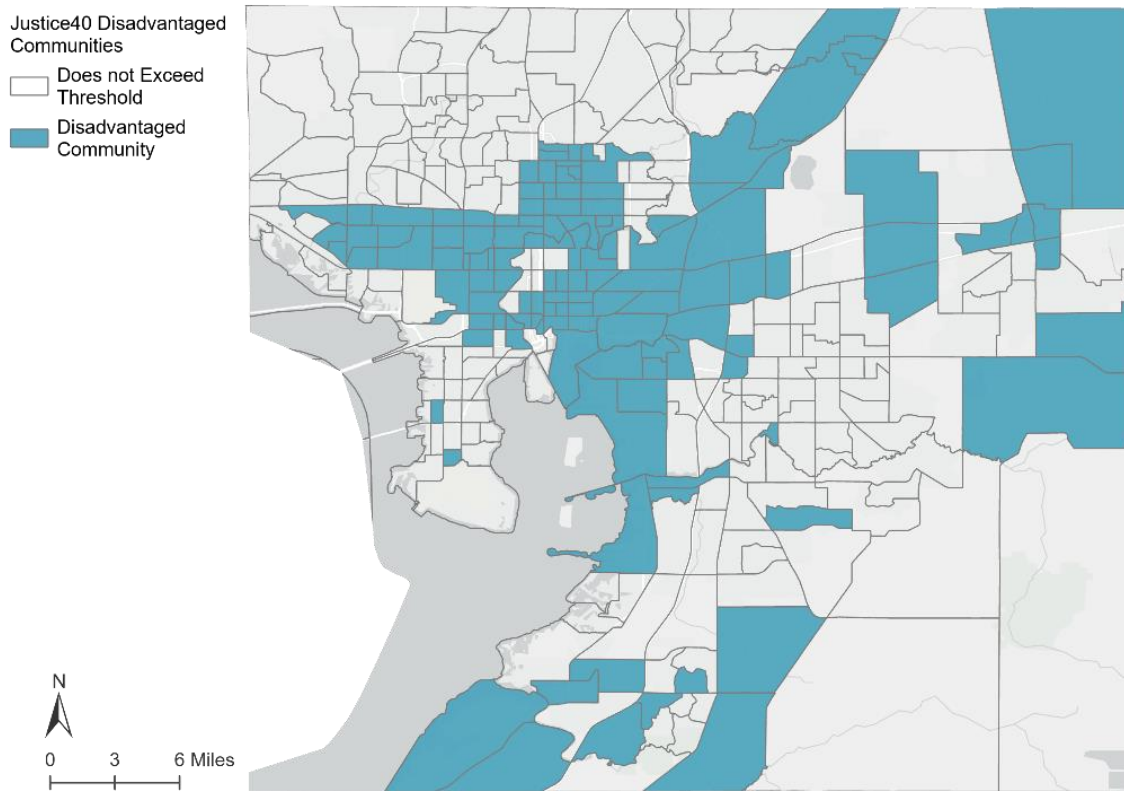 Justice40 Disadvantaged
Communities
Does not Exceed
Threshold
Disadvantaged
Community
N
0 3 6 Miles